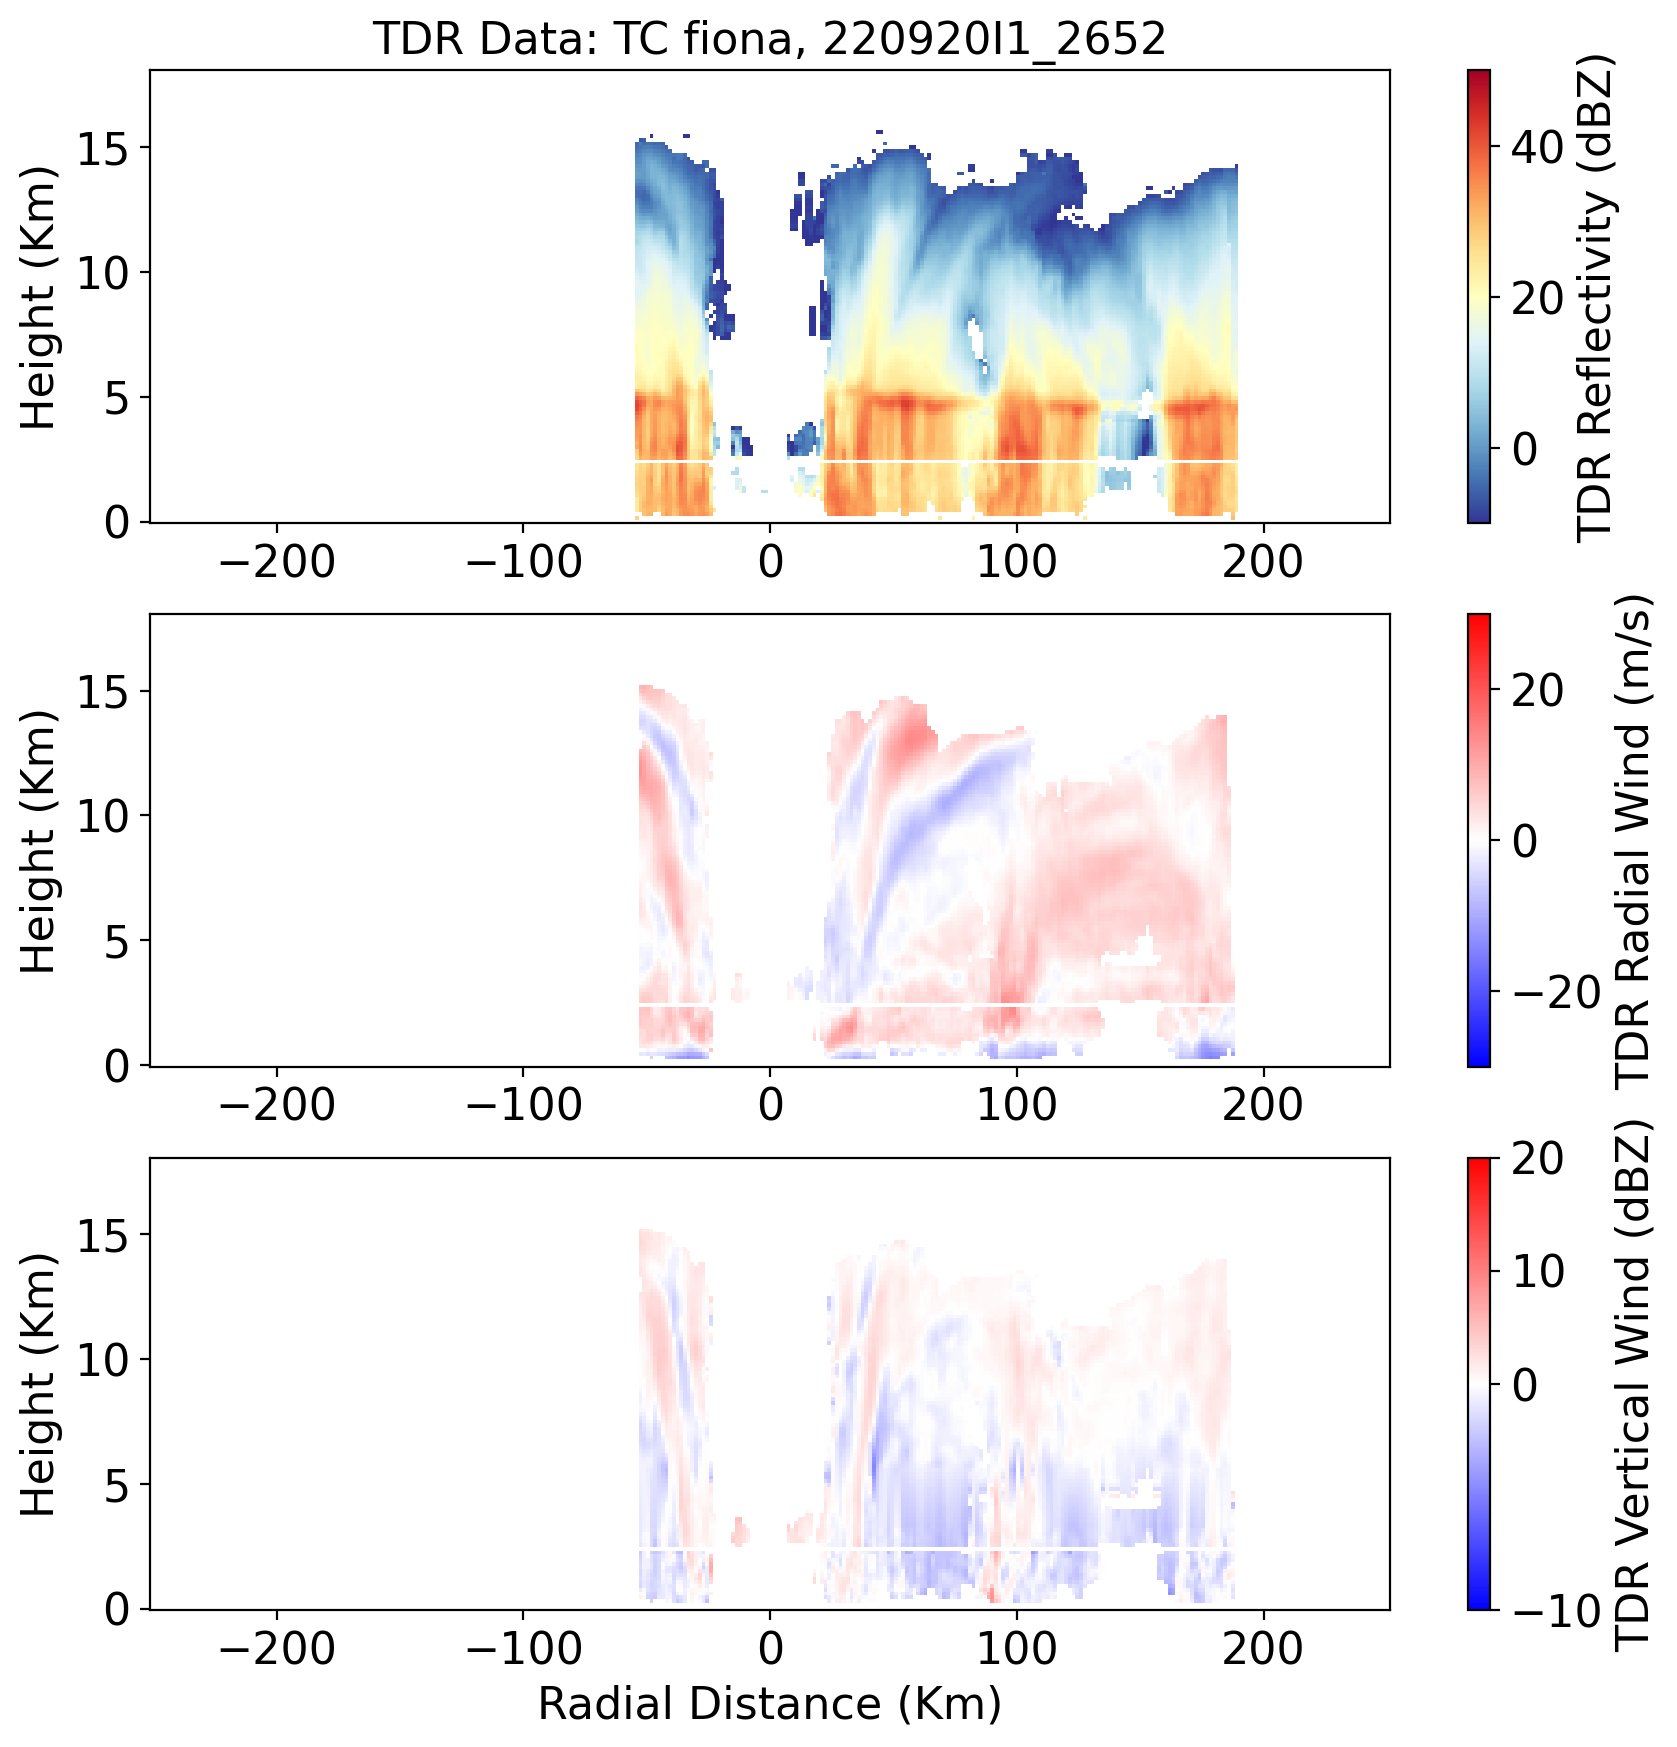 TDR Data: TC fiona, 220920I1_2652
15
10
5
0
Height (Km)
−200 −100 0 100 200
40
20
0
TDR Reflectivity (dBZ)
15
10
5
0
Height (Km)
−200 −100 0 100 200
20
0
−20
TDR Radial Wind (m/s)
15
10
5
0
Height (Km)
−200 −100 0 100 200
Radial Distance (Km)
20
10
0
−10
TDR Vertical Wind (dBZ)